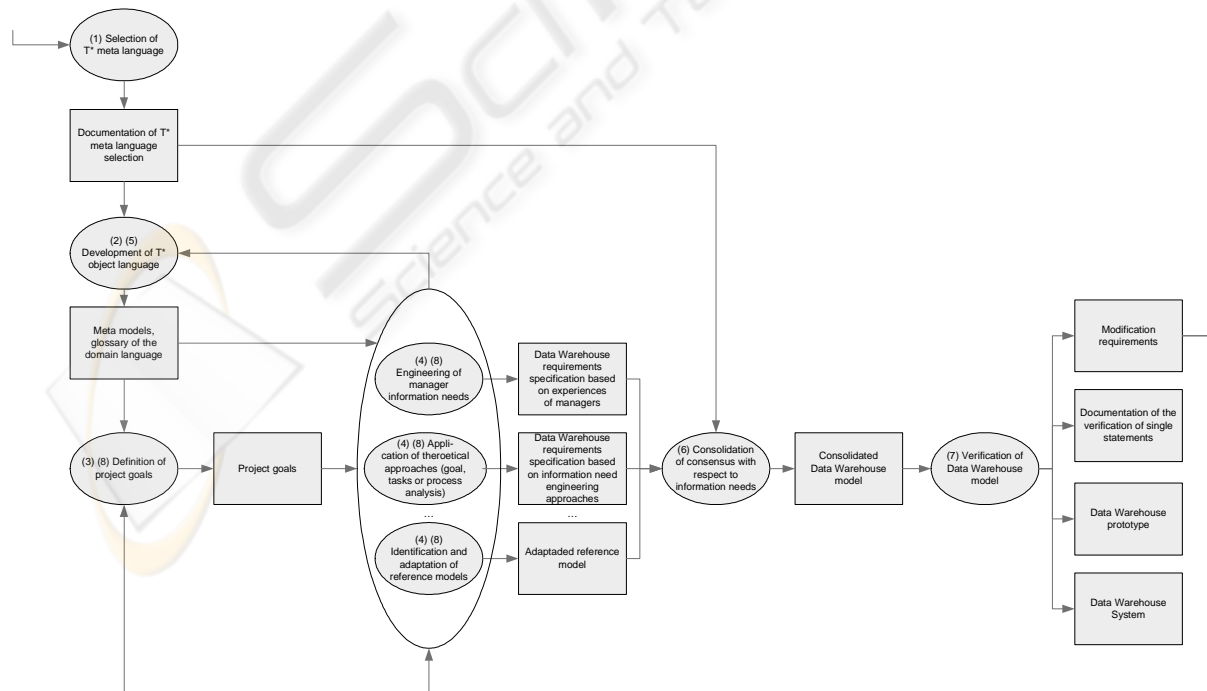 (1) Selection of
T* meta language
Documentation of T*
meta language
selection
(2) (5)
Development of T*
object language
Meta models,
glossary of the
domain language
(3) (8) Definition of
project goals
Project goals
(4) (8)
Engineering of
manager
information needs
(4) (8) Appli-
cation of theroetical
approaches (goal,
tasks or process
analysis)
...
(4) (8)
Identification and
adaptation of
reference models
Data Warehouse
requirements
specification based
on experiences
of managers
Data Warehouse
requirements
specification based
on information need
engineering
approaches
...
Adaptaded reference
model
(6) Consolidation
of consensus with
respect to
information needs
Consolidated
Data Warehouse
model
(7) Verification of
Data Warehouse
model
Modification
requirements
Documentation of the
verification of single
statements
Data Warehouse
prototype
Data Warehouse
System
Science and